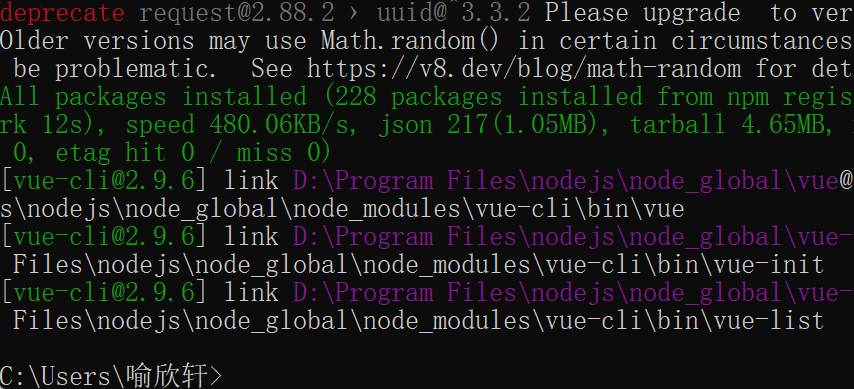 deprecate request@2.88.2 › uuid@^3.3.2 Please upgrade  to ver
Older versions may use Math.random() in certain circumstances
 be problematic.  See https://v8.dev/blog/math-random for det
All packages installed (228 packages installed from npm regis
rk 12s), speed 480.06KB/s, json 217(1.05MB), tarball 4.65MB,
 0, etag hit 0 / miss 0)
[vue-cli@2.9.6] link D:\Program Files\nodejs\node_global\vue@
s\nodejs\node_global\node_modules\vue-cli\bin\vue
[vue-cli@2.9.6] link D:\Program Files\nodejs\node_global\vue-
 Files\nodejs\node_global\node_modules\vue-cli\bin\vue-init
[vue-cli@2.9.6] link D:\Program Files\nodejs\node_global\vue-
 Files\nodejs\node_global\node_modules\vue-cli\bin\vue-list
C:\Users\喻欣轩>